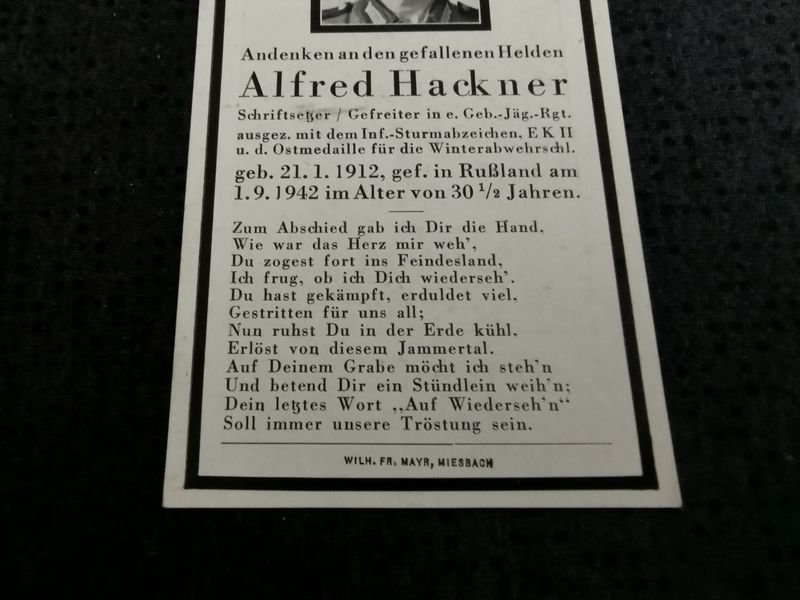 Andenken an den gefallenen Helden
Alfred Hackner
Schriftsetzer / Gefreiter in e. Geb.-Jäg.-Rgt.
ausgez. mit dem Inf.-Sturmabzeichen, E K II
u. d. Ostmedaille für die Winterabwehrschl.
geb. 21. 1. 1912, gef. in Rußland am
1. 9. 1942 im Alter von 30 ½ Jahren.
Zum Abschied gab ich Dir die Hand,
Wie war das Herz mir weh',
Du zogest fort ins Feindesland,
Ich frug, ob ich Dich wiederseh'.
Du hast gekämpft, erduldet viel,
Gestritten für uns all;
Nun ruhst Du in der Erde kühl,
Erlöst von diesem Jammertal.
Auf Deinem Grabe möcht ich steh'n
Und betend Dir ein Stündlein weih'n;
Dein letztes Wort „Auf Wiederseh'n“
Soll immer unsere Tröstung sein.
WILH. FR. MAYR, MIESBACH